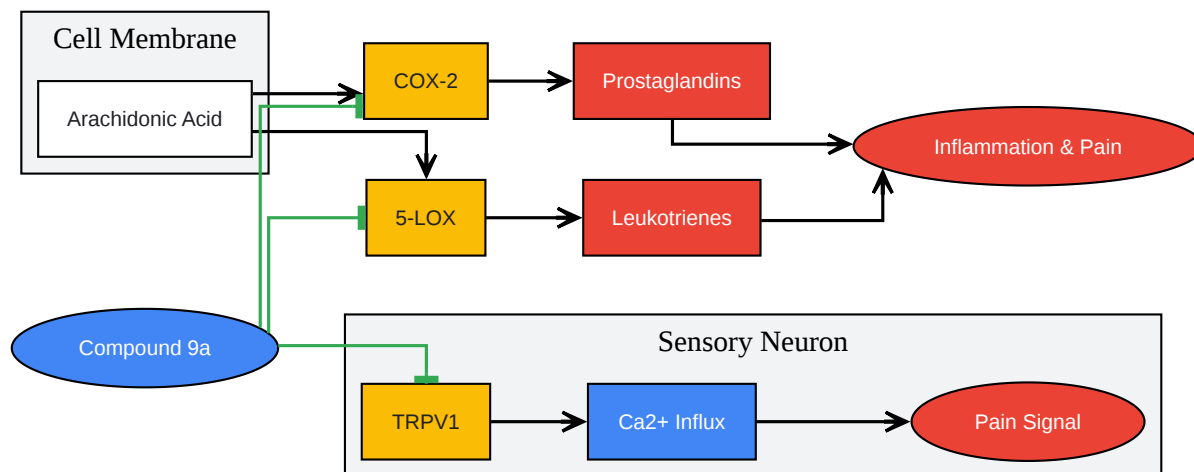 Cell Membrane
Arachidonic Acid
COX-2
Prostaglandins
Inflammation & Pain
5-LOX
Leukotrienes
Compound 9a
Sensory Neuron
TRPV1
Ca2+ Influx
Pain Signal